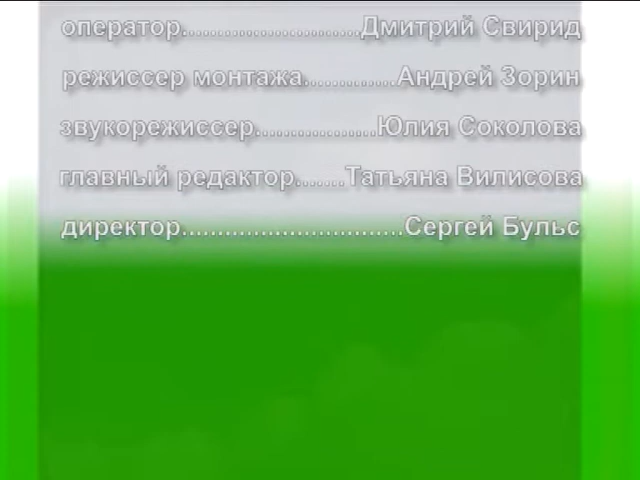 оператор.........................Дмитрий Свирид
режиссер монтажа.............Андрей Зорин
звукорежиссер.................Юлия Соколова
главный редактор.......Татьяна Вилисова
директор...............................Сергей Бульс